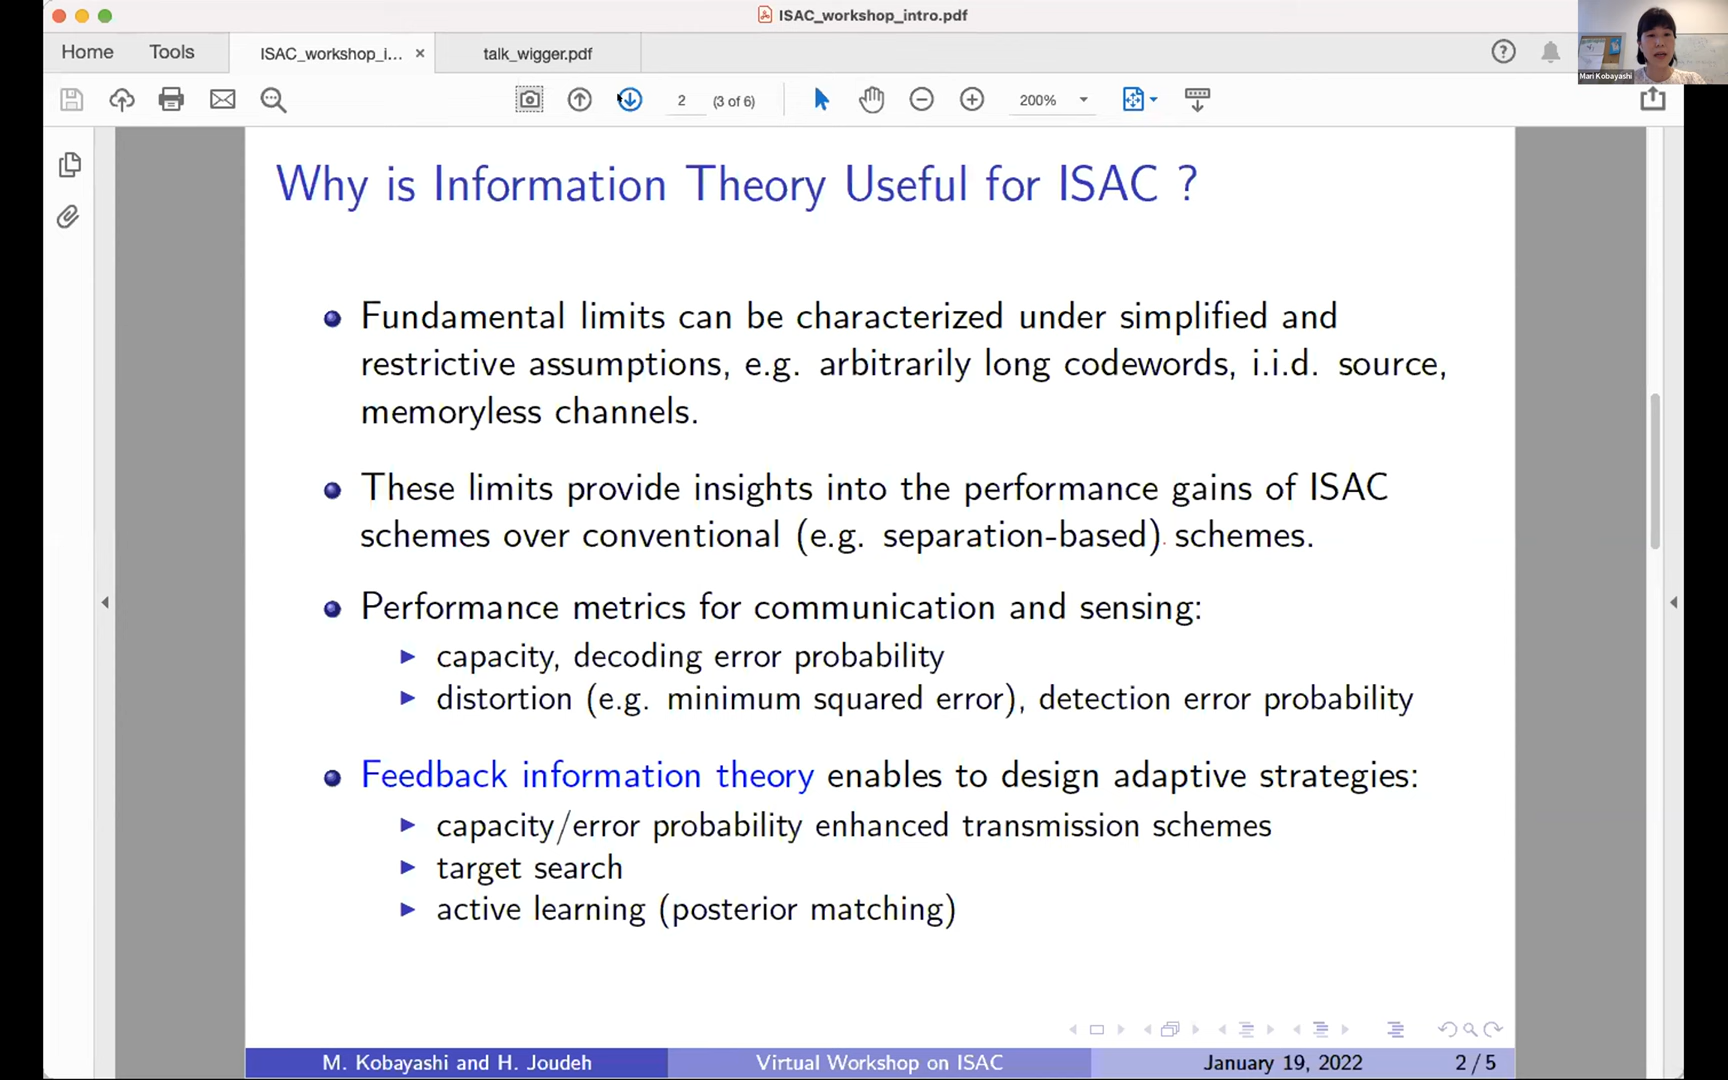 ISAC_workshop_intro.pdf
Home
Tools
ISAC_workshop_i... ×
talk_wigger.pdf
Mari Kobayashi
2
(3 of 6)
200%
Why is Information Theory Useful for ISAC ?
Fundamental limits can be characterized under simplified and
restrictive assumptions, e.g. arbitrarily long codewords, i.i.d. source,
memoryless channels.
These limits provide insights into the performance gains of ISAC
schemes over conventional (e.g. separation-based) schemes.
Performance metrics for communication and sensing:
capacity, decoding error probability
distortion (e.g. minimum squared error), detection error probability
Feedback information theory enables to design adaptive strategies:
capacity/error probability enhanced transmission schemes
target search
active learning (posterior matching)
M. Kobayashi and H. Joudeh
Virtual Workshop on ISAC
January 19, 2022
2 / 5